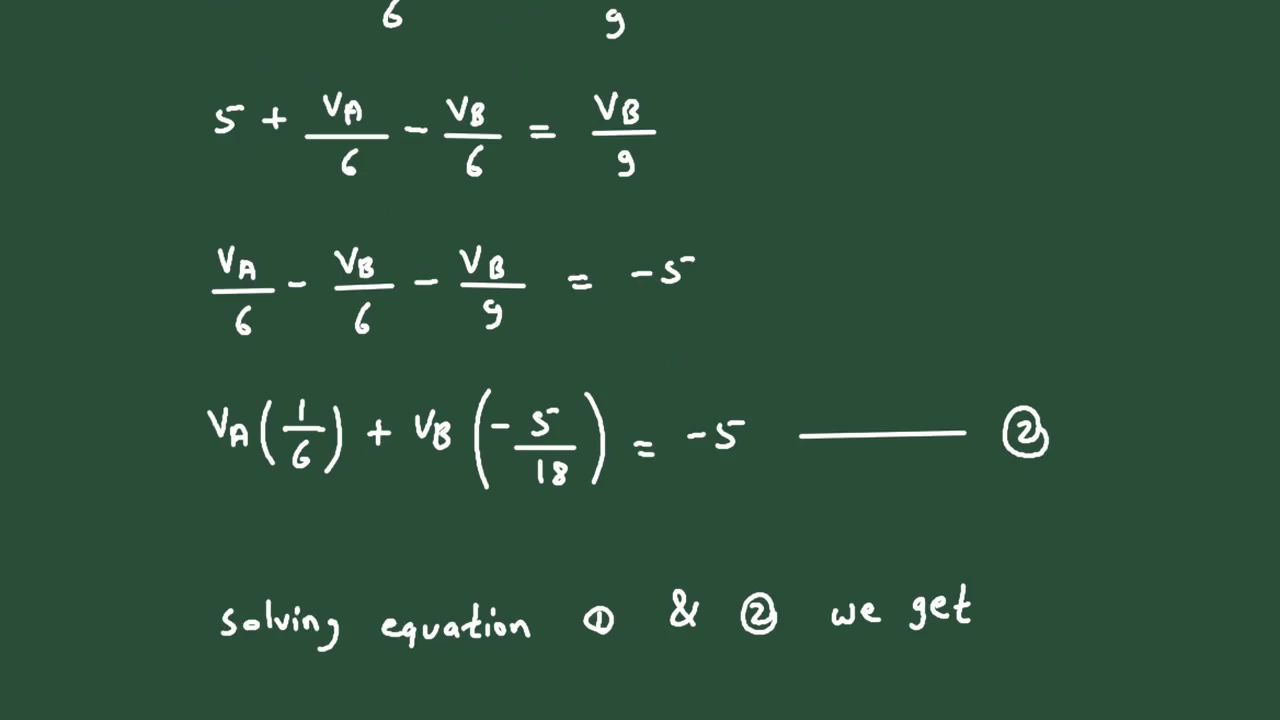 6 9
5 + VA/6 - VB/6 = VB/9
VA/6 - VB/6 - VB/9 = -5
VA(1/6) + VB(-5/18) = -5 —— ②
solving equation ① & ② we get